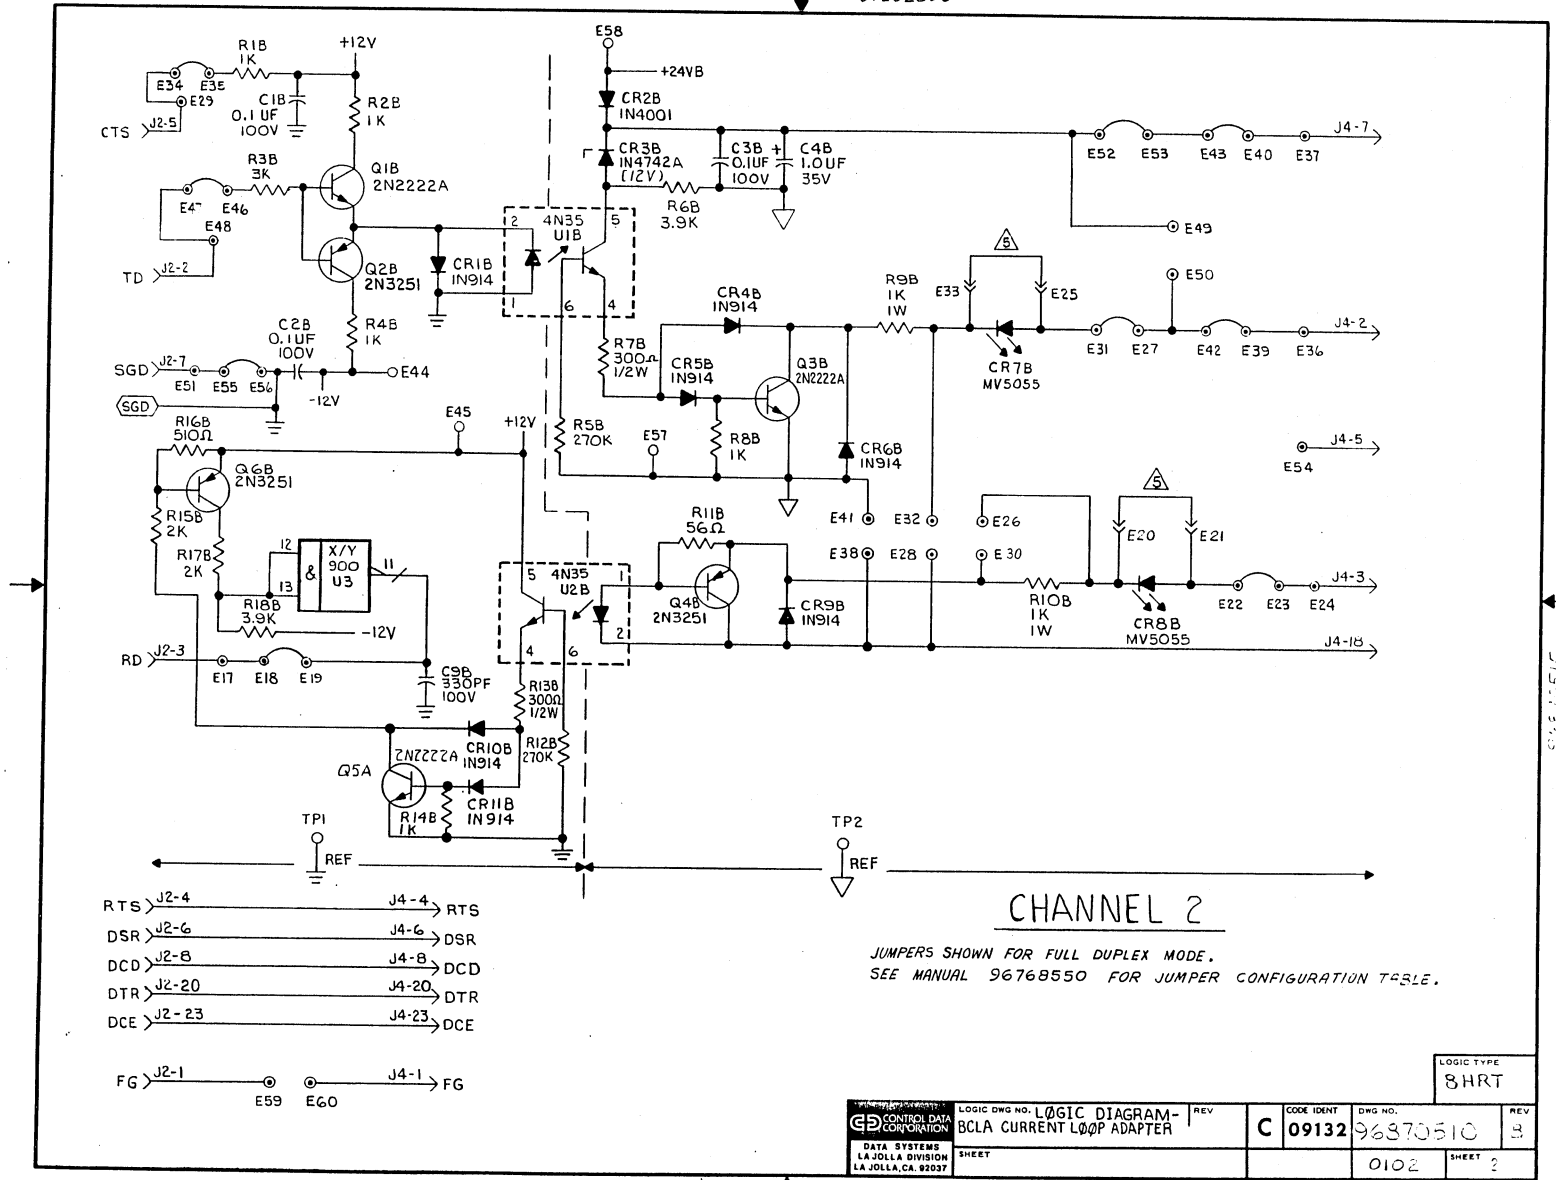 E58
+12V
R1B
1K
+24VB
E34
E35
E29
C1B
0.1 UF
100V
R2B
1K
CR2B
1N4001
CTS
J2-5
J4-7
E52
E53
E43
E40
E37
R3B
3K
Q1B
2N2222A
CR3B
1N4742A
(12V)
C3B
0.1UF
100V
+
C4B
1.0UF
35V
E47
E46
E48
R6B
3.9K
2
4N35
U1B
5
E49
5
TD
J2-2
Q2B
2N3251
CR1B
1N914
1
6
4
CR4B
1N914
R9B
1K
1W
E33
E25
E50
C2B
0.1UF
100V
R4B
1K
J4-2
E31
E27
E42
E39
E36
R7B
300Ω
1/2W
CR5B
1N914
Q3B
2N2222A
CR7B
MV5055
SGD
J2-7
E51
E55
E56
-12V
E44
SGD
R16B
510Ω
E45
+12V
R5B
270K
E57
R8B
1K
CR6B
1N914
J4-5
E54
Q6B
2N3251
5
R15B
2K
R17B
2K
12
13
&
X/Y
900
U3
11
R11B
56Ω
E41
E32
E26
E20
E21
E38
E28
E30
5
4N35
U2B
1
2
4
6
Q4B
2N3251
CR9B
1N914
R10B
1K
1W
CR8B
MV5055
E22
E23
E24
J4-3
J4-18
R18B
3.9K
-12V
RD
J2-3
E17
E18
E19
C9B
330PF
100V
R13B
300Ω
1/2W
2N2222A
Q5A
CR10B
1N914
R12B
270K
CR11B
1N914
R14B
1K
TP1
REF
TP2
REF
RTS J2-4 J4-4 RTS
DSR J2-6 J4-6 DSR
DCD J2-8 J4-8 DCD
DTR J2-20 J4-20 DTR
DCE J2-23 J4-23 DCE
FG J2-1 J4-1 FG
E59
E60
CHANNEL 2
JUMPERS SHOWN FOR FULL DUPLEX MODE.
SEE MANUAL 96768550 FOR JUMPER CONFIGURATION TABLE.
LOGIC TYPE
8HRT
CONTROL DATA
CORPORATION
DATA SYSTEMS
LA JOLLA DIVISION
LA JOLLA, CA. 92037
LOGIC DWG NO. LØGIC DIAGRAM-
BCLA CURRENT LØØP ADAPTER
REV
SHEET
C
CODE IDENT
09132
DWG NO.
96870510
REV
B
0102
SHEET 2